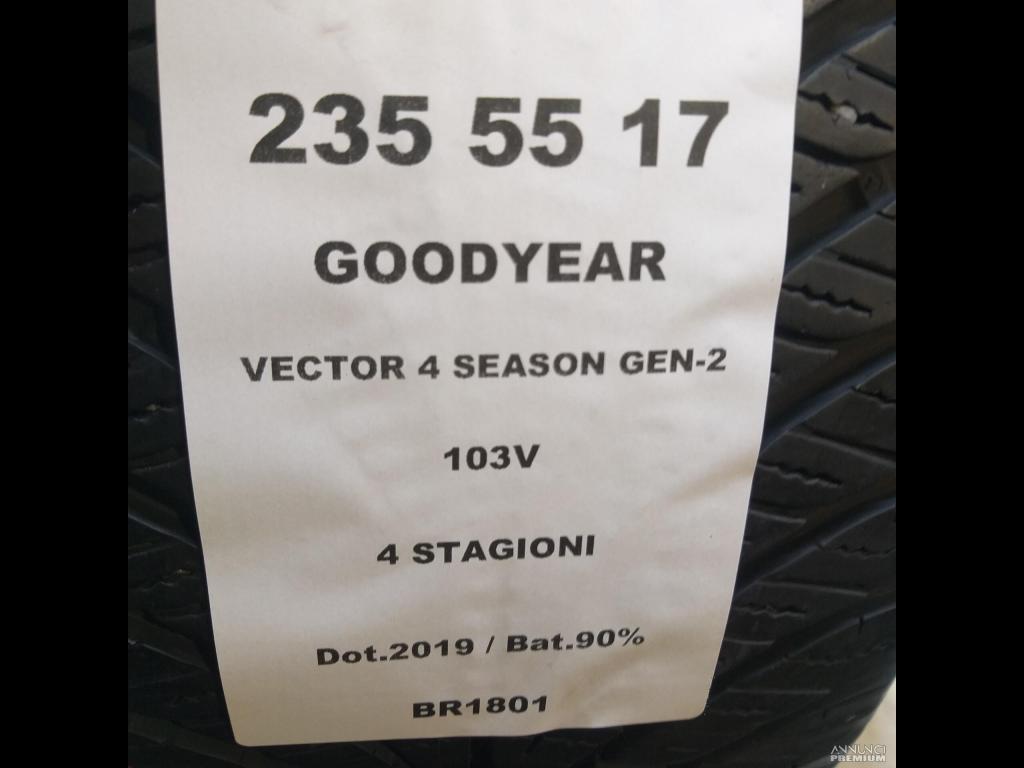 235 55 17
GOODYEAR
VECTOR 4 SEASON GEN-2
103V
4 STAGIONI
Dot.2019 / Bat.90%
BR1801
ANNUNCI
PREMIUM